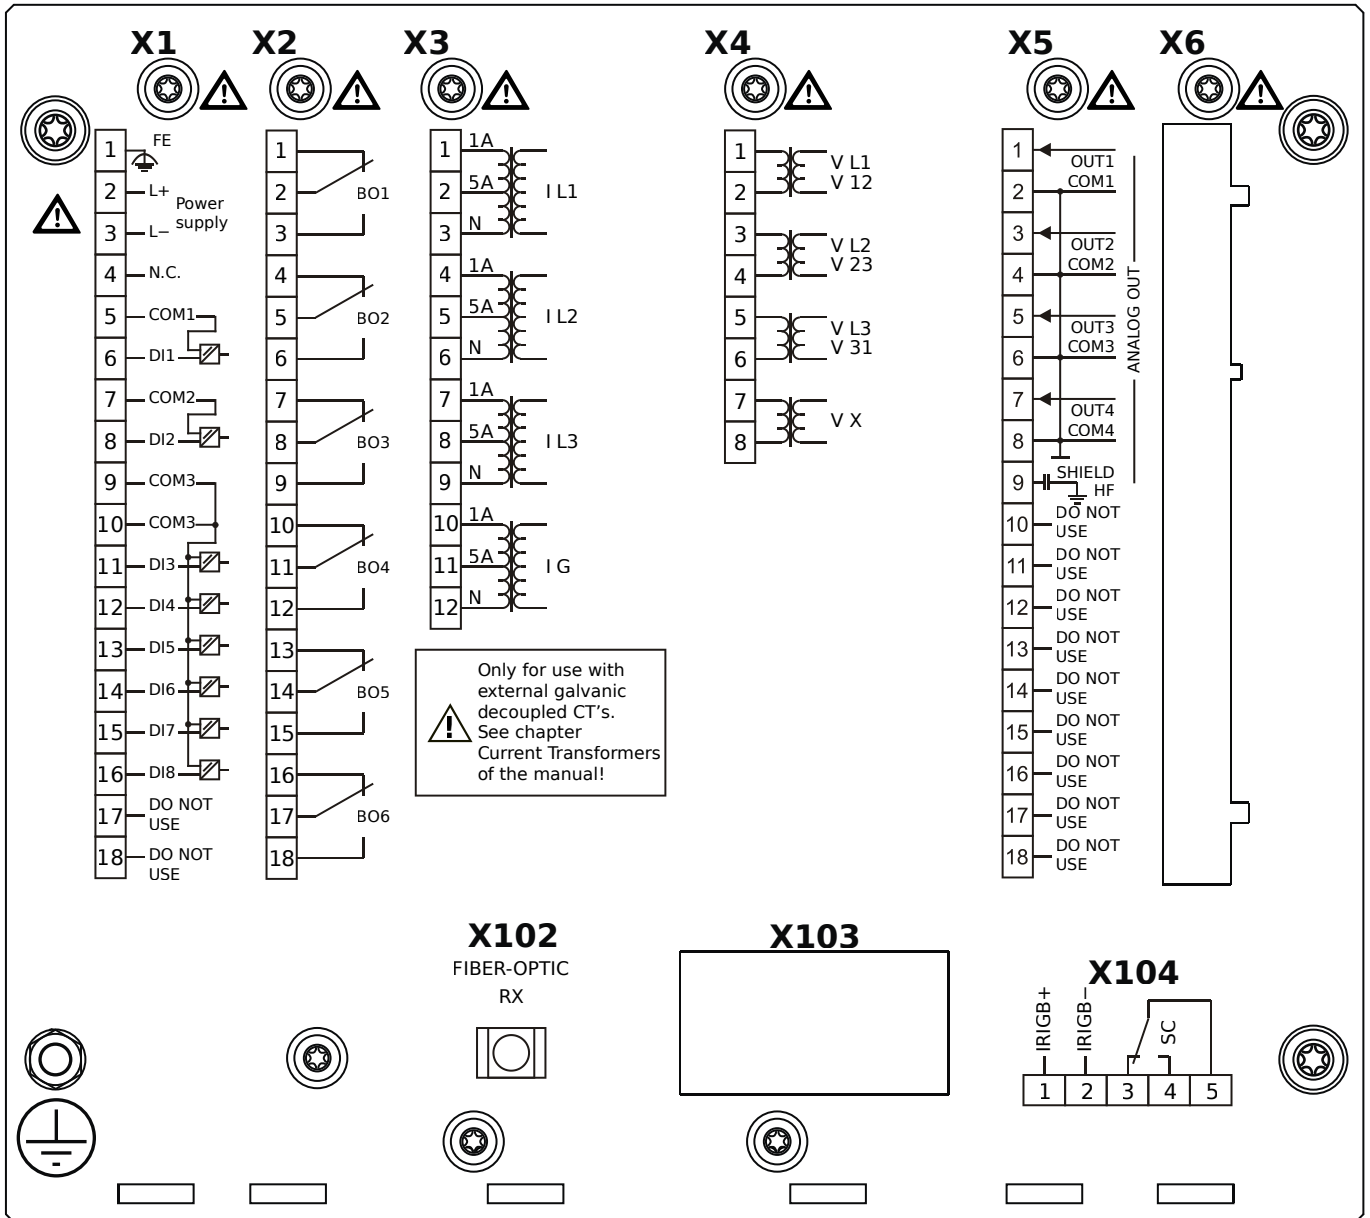 X1 X2 X3 X4 X5 X6
1 FE
2 L+
3 L−
Power
supply
4 N.C.
5 COM1
6 DI1
7 COM2
8 DI2
9 COM3
10 COM3
11 DI3
12 DI4
13 DI5
14 DI6
15 DI7
16 DI8
17 DO NOT
USE
18 DO NOT
USE
1
2 BO1
3
4
5 BO2
6
7
8 BO3
9
10
11 BO4
12
13
14 BO5
15
16
17 BO6
18
1 1A
2 5A I L1
3 N
4 1A
5 5A I L2
6 N
7 1A
8 5A I L3
9 N
10 1A
11 5A I G
12 N
Only for use with
external galvanic
decoupled CT's.
See chapter
Current Transformers
of the manual!
1 V L1
2 V 12
3 V L2
4 V 23
5 V L3
6 V 31
7
V X
8
1 OUT1
2 COM1
3 OUT2
4 COM2
5 OUT3
6 COM3
7 OUT4
8 COM4
ANALOG OUT
9 SHIELD
HF
10 DO NOT
USE
11 DO NOT
USE
12 DO NOT
USE
13 DO NOT
USE
14 DO NOT
USE
15 DO NOT
USE
16 DO NOT
USE
17 DO NOT
USE
18 DO NOT
USE
X102
FIBER-OPTIC
RX
X103
X104
IRIGB+
IRIGB−
SC
1 2 3 4 5